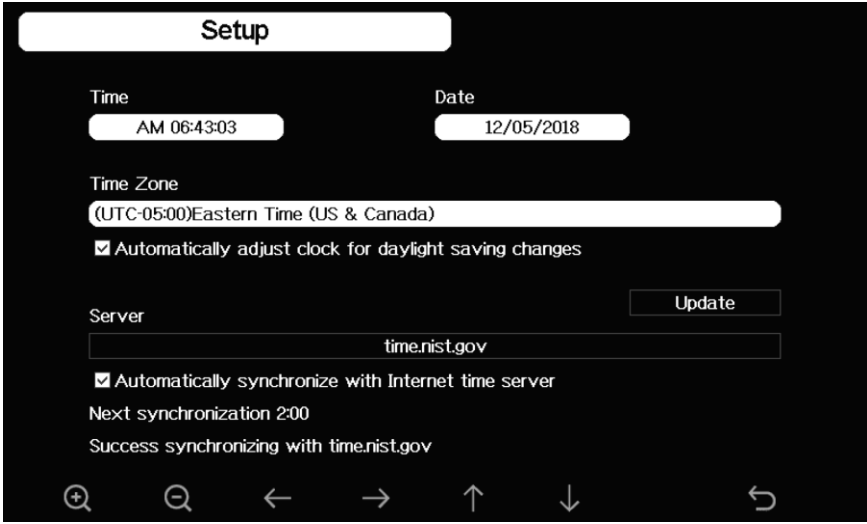 Setup
Time Date
AM 06:43:03 12/05/2018
Time Zone
(UTC-05:00)Eastern Time (US & Canada)
Automatically adjust clock for daylight saving changes
Update
Server
time.nist.gov
Automatically synchronize with Internet time server
Next synchronization 2:00
Success synchronizing with time.nist.gov